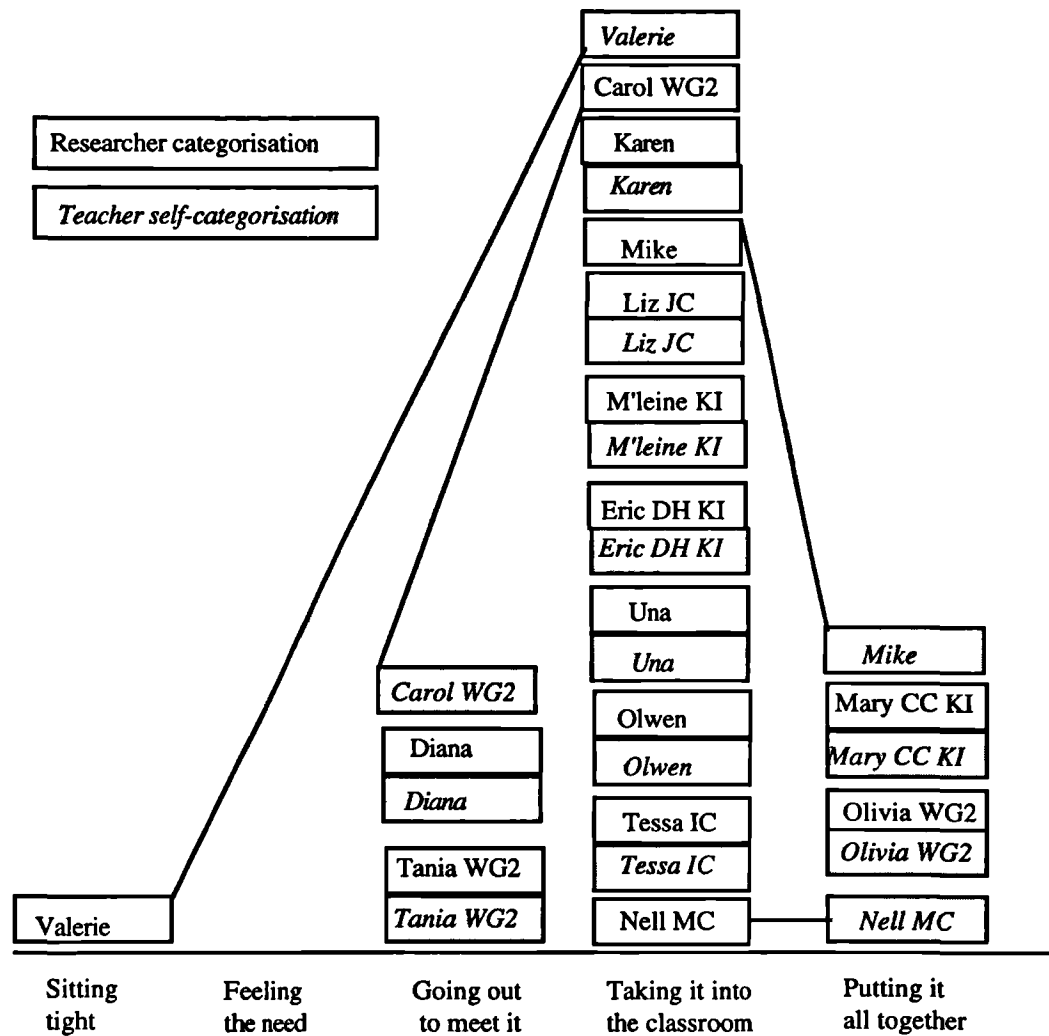 Valerie
Carol WG2
Researcher categorisation
Karen
Teacher self-categorisation
Karen
Mike
Liz JC
Liz JC
M'leine KI
M'leine KI
Eric DH KI
Eric DH KI
Una
Una
Mike
Carol WG2
Mary CC KI
Olwen
Diana
Mary CC KI
Olwen
Diana
Olivia WG2
Tessa IC
Olivia WG2
Tania WG2
Tessa IC
Valerie
Tania WG2
Nell MC
Nell MC
Sitting
tight
Feeling
the need
Going out
to meet it
Taking it into
the classroom
Putting it
all together